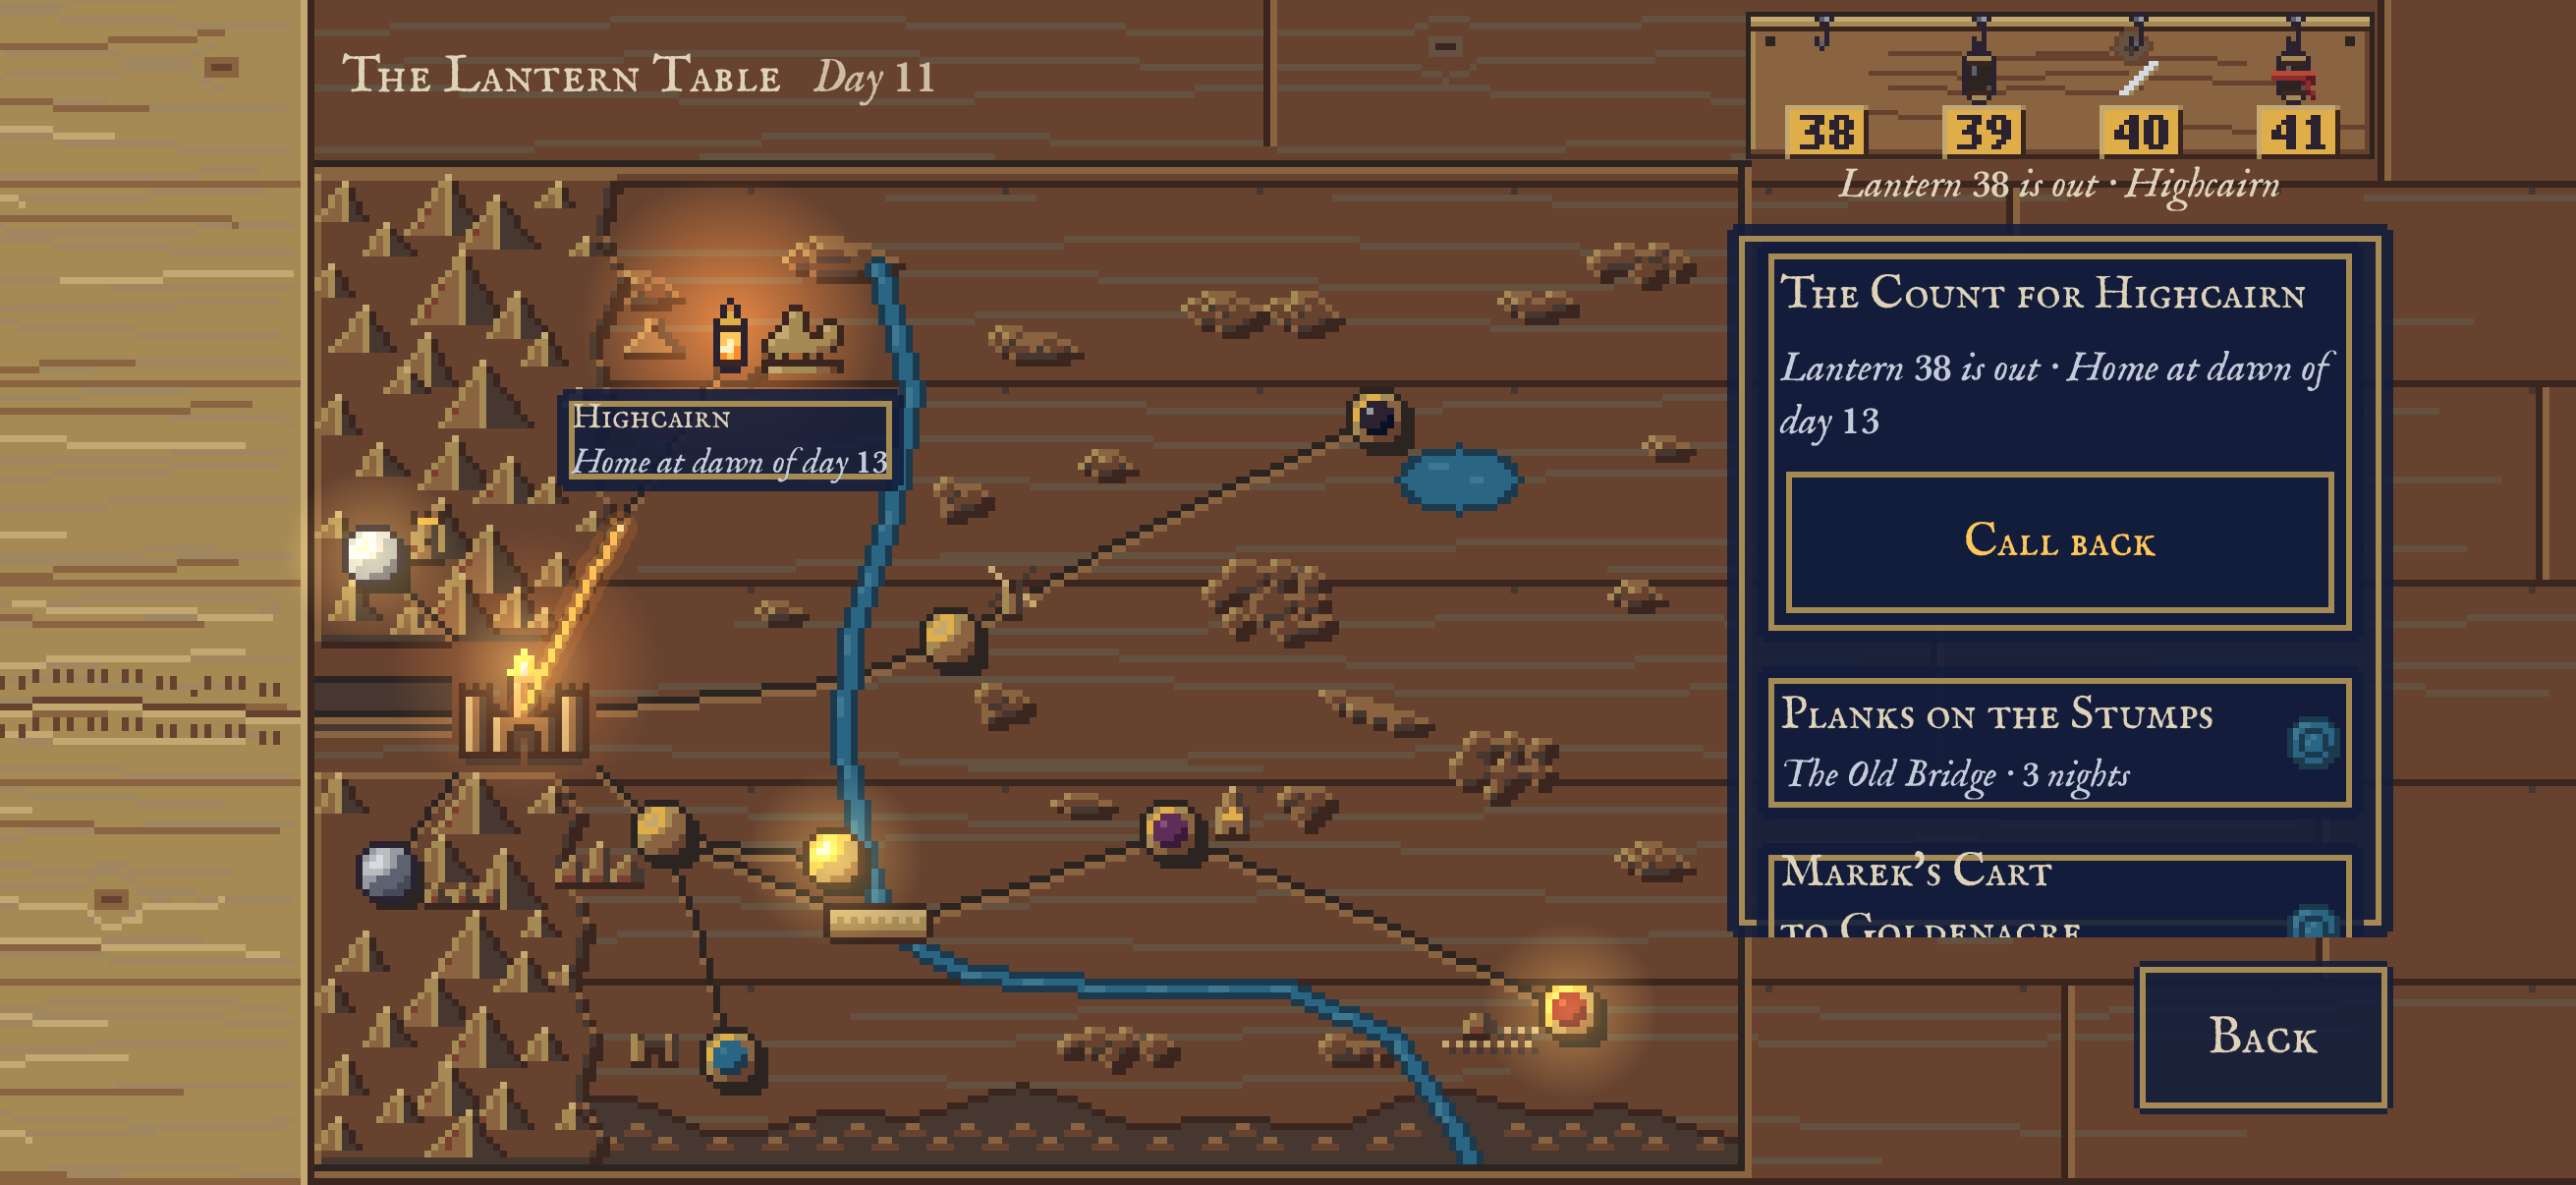 The Lantern Table Day 11
38 39 40 41
Lantern 38 is out · Highcairn
The Count for Highcairn
Lantern 38 is out · Home at dawn of
day 13
Call back
Highcairn
Home at dawn of day 13
Planks on the Stumps
The Old Bridge · 3 nights
Marek's Cart
to Goldenacre
Back